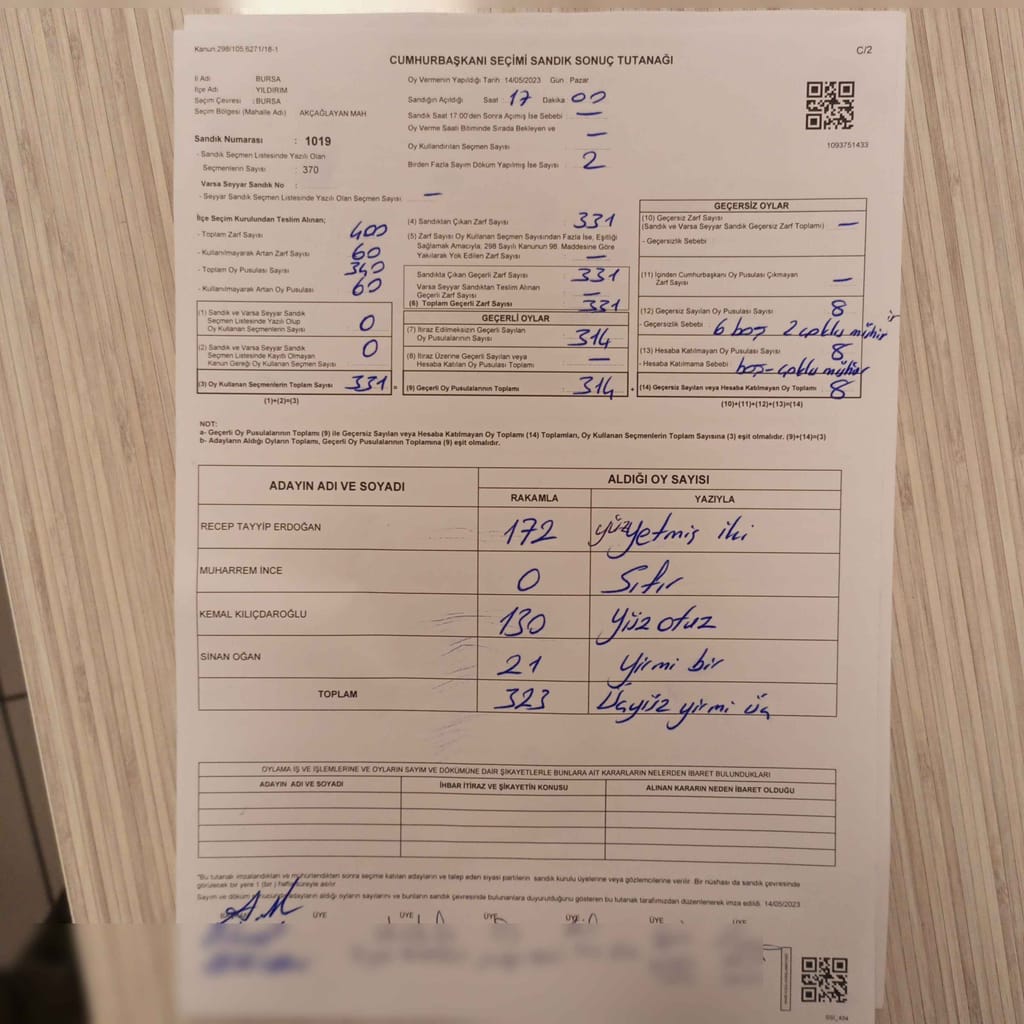 Kanun:298/105.6271/18-1
C/2
CUMHURBAŞKANI SEÇİMİ SANDIK SONUÇ TUTANAĞI
İl Adı BURSA
İlçe Adı YILDIRIM
Seçim Çevresi : BURSA
Seçim Bölgesi (Mahalle Adı) AKÇAĞLAYAN MAH
Sandık Numarası : 1019
- Sandık Seçmen Listesinde Yazılı Olan
Seçmenlerin Sayısı : 370
Varsa Seyyar Sandık No :
- Seyyar Sandık Seçmen Listesinde Yazılı Olan Seçmen Sayısı : —
Oy Vermenin Yapıldığı Tarih : 14/05/2023 Gün : Pazar
Sandığın Açıldığı Saat : 17 Dakika 00
Sandık Saat 17:00'den Sonra Açılmış İse Sebebi —
Oy Verme Saati Bitiminde Sırada Bekleyen ve —
Oy Kullandırılan Seçmen Sayısı
Birden Fazla Sayım Döküm Yapılmış İse Sayısı 2
1093751433
İlçe Seçim Kurulundan Teslim Alınan;
- Toplam Zarf Sayısı 400
- Kullanılmayarak Artan Zarf Sayısı 60
- Toplam Oy Pusulası Sayısı 340
- Kullanılmayarak Artan Oy Pusulası 60
(1) Sandık ve Varsa Seyyar Sandık
Seçmen Listesinde Yazılı Olup
Oy Kullanan Seçmenlerin Sayısı 0
(2) Sandık ve Varsa Seyyar Sandık
Seçmen Listesinde Kayıtlı Olmayan
Kanun Gereği Oy Kullanan Seçmen Sayısı 0
(3) Oy Kullanan Seçmenlerin Toplam Sayısı 331 =
(1)+(2)=(3)
(4) Sandıktan Çıkan Zarf Sayısı 331
(5) Zarf Sayısı Oy Kullanan Seçmen Sayısından Fazla İse, Eşitliği
Sağlamak Amacıyla, 298 Sayılı Kanunun 98. Maddesine Göre
Yakılarak Yok Edilen Zarf Sayısı —
Sandıkta Çıkan Geçerli Zarf Sayısı 331
Varsa Seyyar Sandıktan Teslim Alınan
Geçerli Zarf Sayısı —
(6) Toplam Geçerli Zarf Sayısı 331
GEÇERLİ OYLAR
(7) İtiraz Edilmeksizin Geçerli Sayılan
Oy Pusulalarının Sayısı 314
(8) İtiraz Üzerine Geçerli Sayılan veya
Hesaba Katılan Oy Pusulası Toplamı —
(9) Geçerli Oy Pusulalarının Toplamı : 314 +
GEÇERSİZ OYLAR
(10) Geçersiz Zarf Sayısı
(Sandık ve Varsa Seyyar Sandık Geçersiz Zarf Toplamı) —
- Geçersizlik Sebebi
(11) İçinden Cumhurbaşkanı Oy Pusulası Çıkmayan
Zarf Sayısı —
(12) Geçersiz Sayılan Oy Pusulası Sayısı 8
- Geçersizlik Sebebi 6 boş 2 çoklu mühür
(13) Hesaba Katılmayan Oy Pusulası Sayısı 8
- Hesaba Katılmama Sebebi boş-çoklu mühür
(14) Geçersiz Sayılan veya Hesaba Katılmayan Oy Toplamı : 8
(10)+(11)+(12)+(13)=(14)
NOT:
a- Geçerli Oy Pusulalarının Toplamı (9) ile Geçersiz Sayılan veya Hesaba Katılmayan Oy Toplamı (14) Toplamları, Oy Kullanan Seçmenlerin Toplam Sayısına (3) eşit olmalıdır. (9)+(14)=(3)
b- Adayların Aldığı Oyların Toplamı, Geçerli Oy Pusulalarının Toplamına (9) eşit olmalıdır.
ADAYIN ADI VE SOYADI
ALDIĞI OY SAYISI
RAKAMLA YAZIYLA
RECEP TAYYİP ERDOĞAN 172 yüzyetmiş iki
MUHARREM İNCE 0 Sıfır
KEMAL KILIÇDAROĞLU 130 Yüz otuz
SİNAN OĞAN 21 Yirmi bir
TOPLAM 323 Üçyüz yirmi üç
OYLAMA İŞ VE İŞLEMLERİNE VE OYLARIN SAYIM VE DÖKÜMÜNE DAİR ŞİKAYETLERLE BUNLARA AİT KARARLARIN NELERDEN İBARET BULUNDUKLARI
ADAYIN ADI VE SOYADI İHBAR İTİRAZ VE ŞİKAYETİN KONUSU ALINAN KARARIN NEDEN İBARET OLDUĞU
"Bu tutanak imzalandıktan ve mühürlendikten sonra seçime katılan adayların ve talep eden siyasi partilerin sandık kurulu üyelerine veya gözlemcilerine verilir. Bir nüshası da sandık çevresinde
görülecek bir yere 1 (bir) hafta süreyle asılır.
Sayım ve döküm sonucunda adayların aldığı oyların sayılarını ve bunların sandık çevresinde bulunanlara duyurulduğunu gösteren bu tutanak tarafımızdan düzenlenerek imza edildi. 14/05/2023
ÜYE ÜYE ÜYE ÜYE ÜYE ÜYE